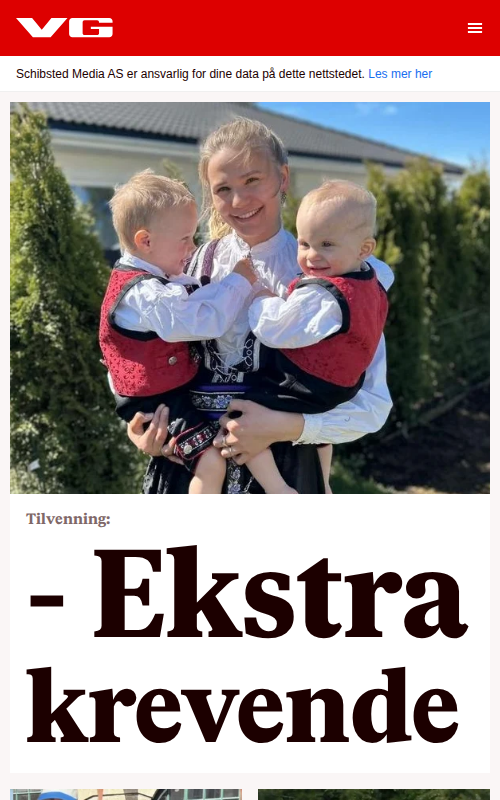 VG
Schibsted Media AS er ansvarlig for dine data på dette nettstedet. Les mer her
Tilvenning:
- Ekstra
krevende